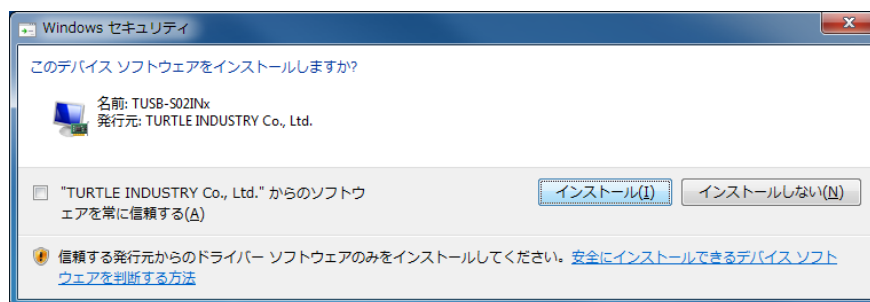 Windows セキュリティ
このデバイス ソフトウェアをインストールしますか?
名前: TUSB-S02INx
発行元: TURTLE INDUSTRY Co., Ltd.
"TURTLE INDUSTRY Co., Ltd." からのソフトウ
ェアを常に信頼する(A)
インストール(I)
インストールしない(N)
信頼する発行元からのドライバー ソフトウェアのみをインストールしてください。安全にインストールできるデバイス ソフト
ウェアを判断する方法